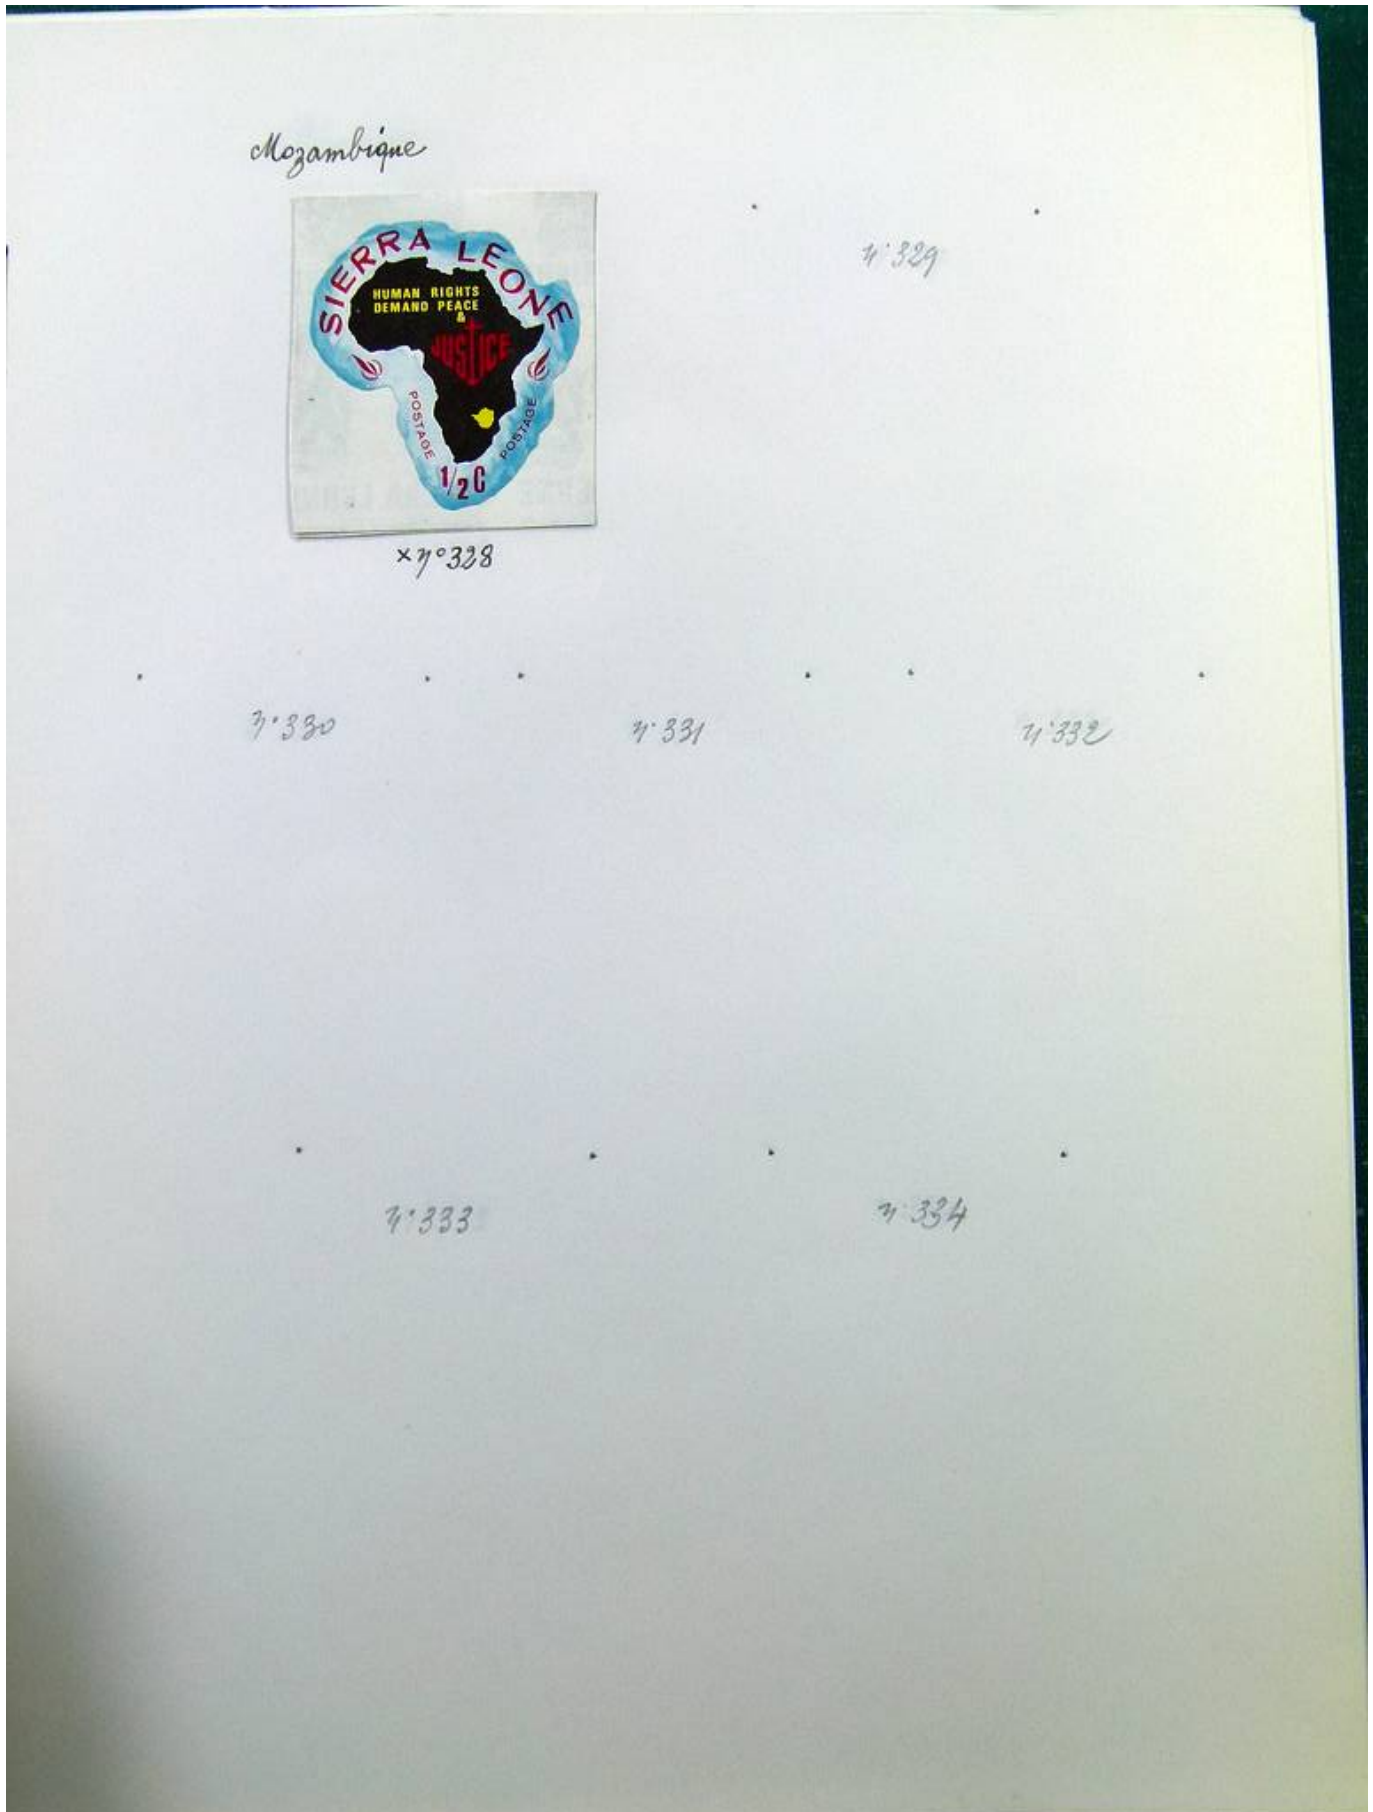 Mozambique
SIERRA LEONE
HUMAN RIGHTS
DEMAND PEACE
&
JUSTICE
POSTAGE
POSTAGE
1/2C
n°329
×n°328
n°330
n°331
n°332
n°333
n°334